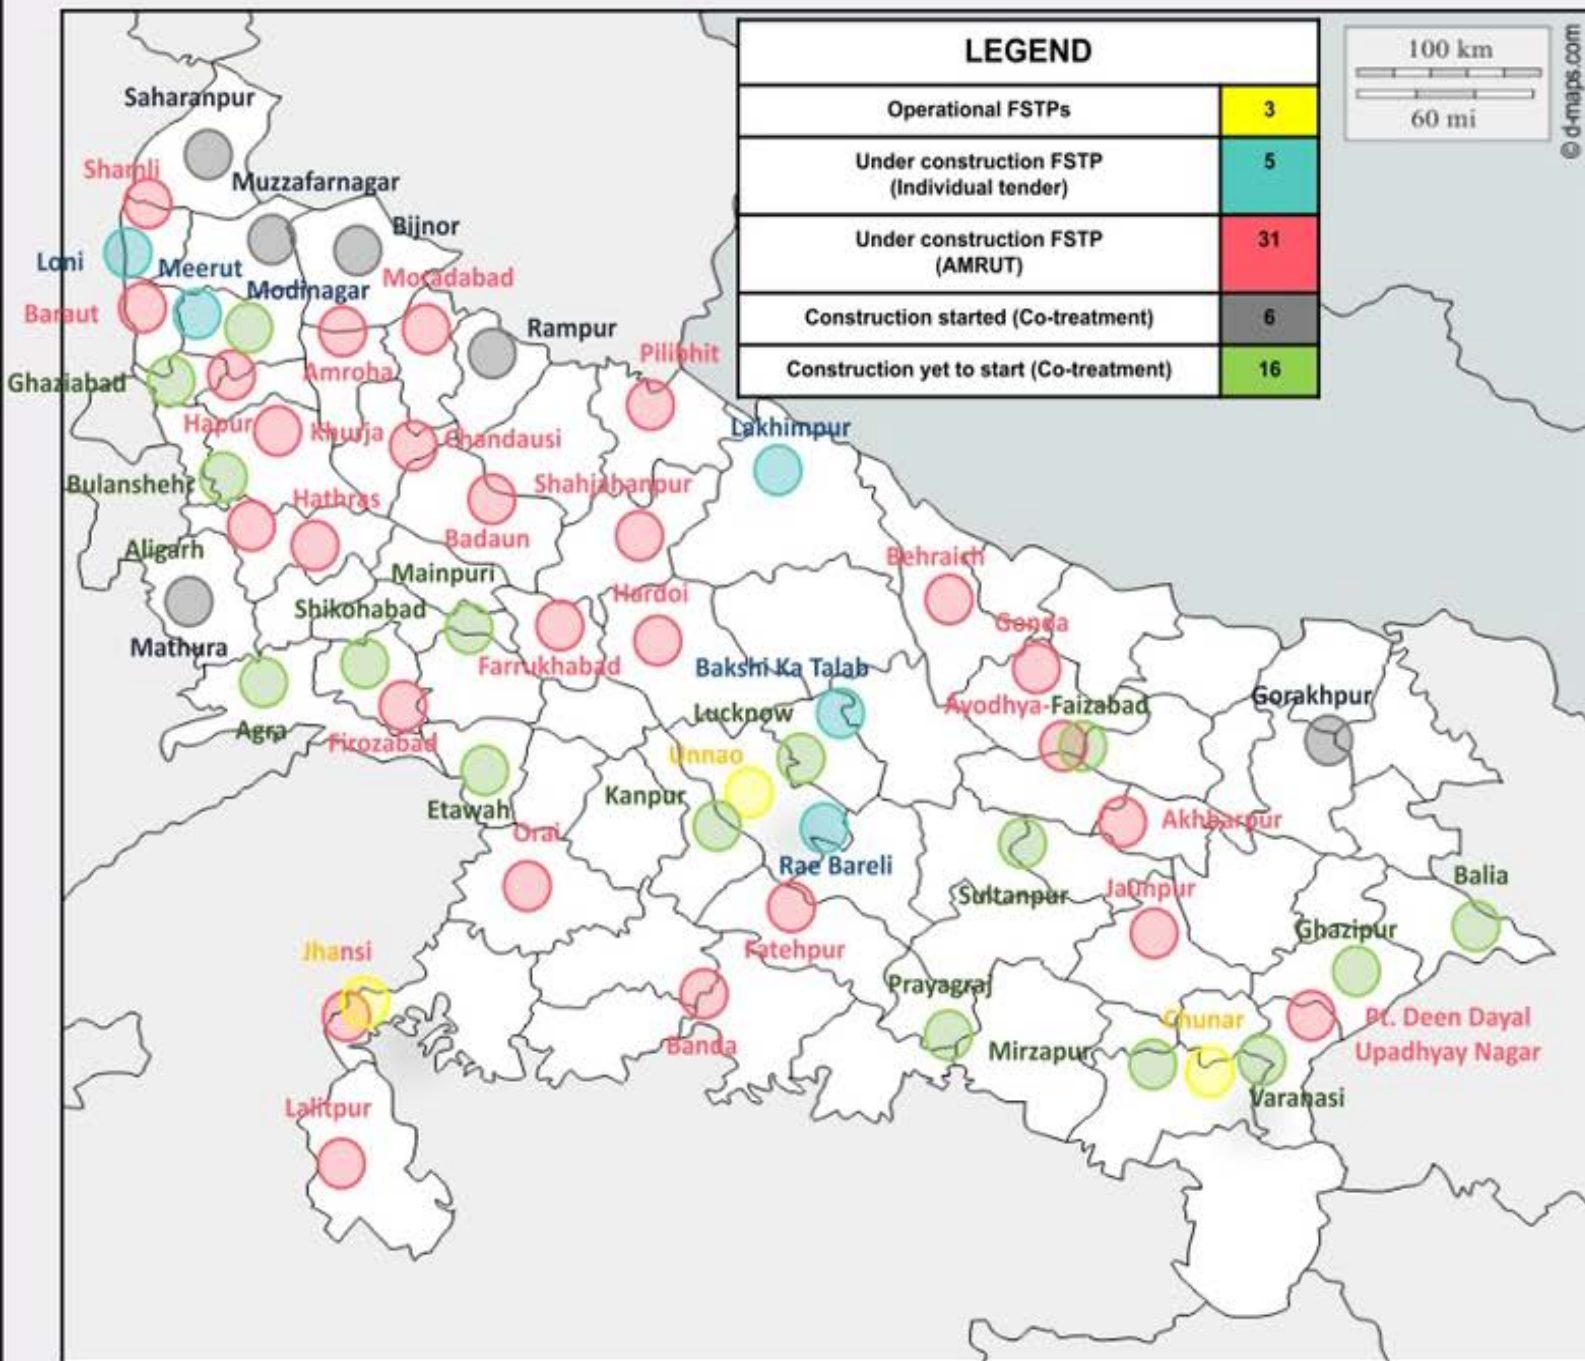 LEGEND
Operational FSTPs 3
Under construction FSTP 5
(Individual tender)
Under construction FSTP 31
(AMRUT)
Construction started (Co-treatment) 6
Construction yet to start (Co-treatment) 16
100 km
60 mi
© d-maps.com
Saharanpur
Shamli
Muzzafarnagar
Bijnor
Loni
Meerut
Modinagar
Moradabad
Baraut
Rampur
Pilibhit
Ghaziabad
Amroha
Hapur
Khurja
Chandausi
Lakhimpur
Bulanshehr
Hathras
Shahjahanpur
Badaun
Aligarh
Mainpuri
Behraich
Shikohabad
Hardoi
Gonda
Mathura
Farrukhabad
Bakshi Ka Talab
Agra
Firozabad
Lucknow
Ayodhya-Faizabad
Gorakhpur
Unnao
Etawah
Kanpur
Orai
Akhbarpur
Rae Bareli
Sultanpur
Jaunpur
Balia
Jhansi
Fatehpur
Ghazipur
Prayagraj
Banda
Mirzapur
Chunar
Pt. Deen Dayal
Upadhyay Nagar
Varanasi
Lalitpur